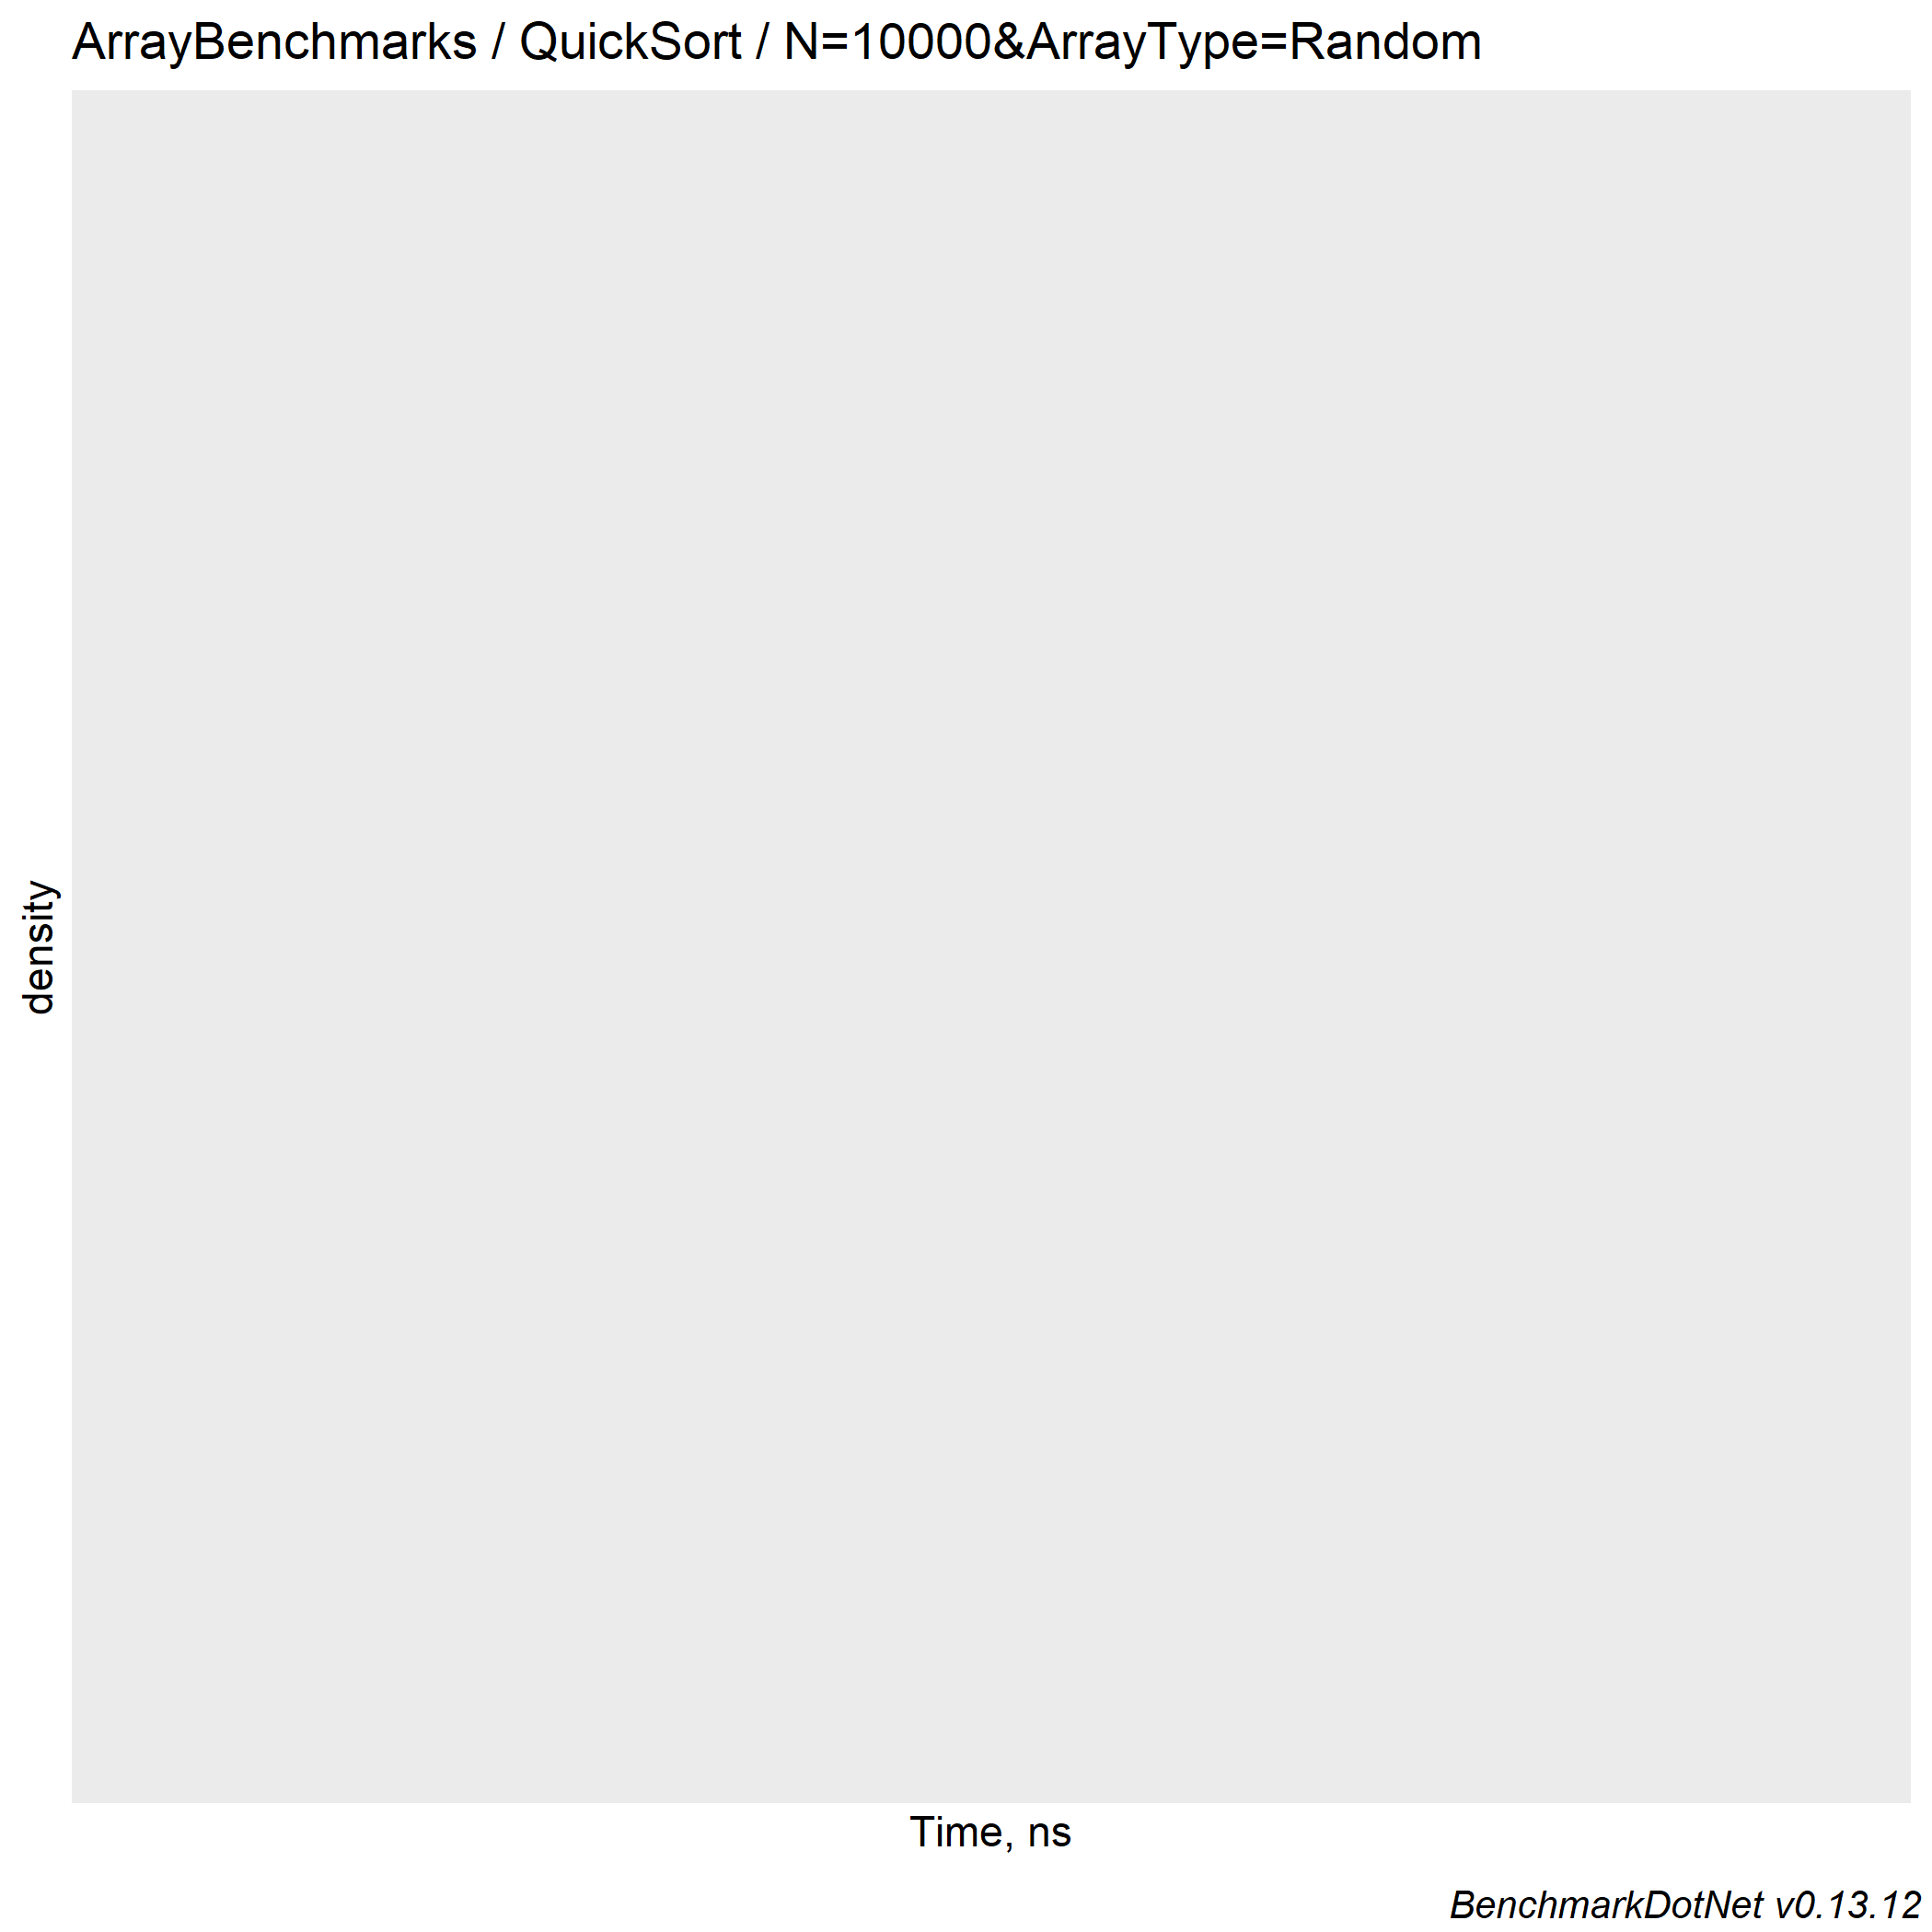 ArrayBenchmarks / QuickSort / N=10000&ArrayType=Random
density
Time, ns
BenchmarkDotNet v0.13.12